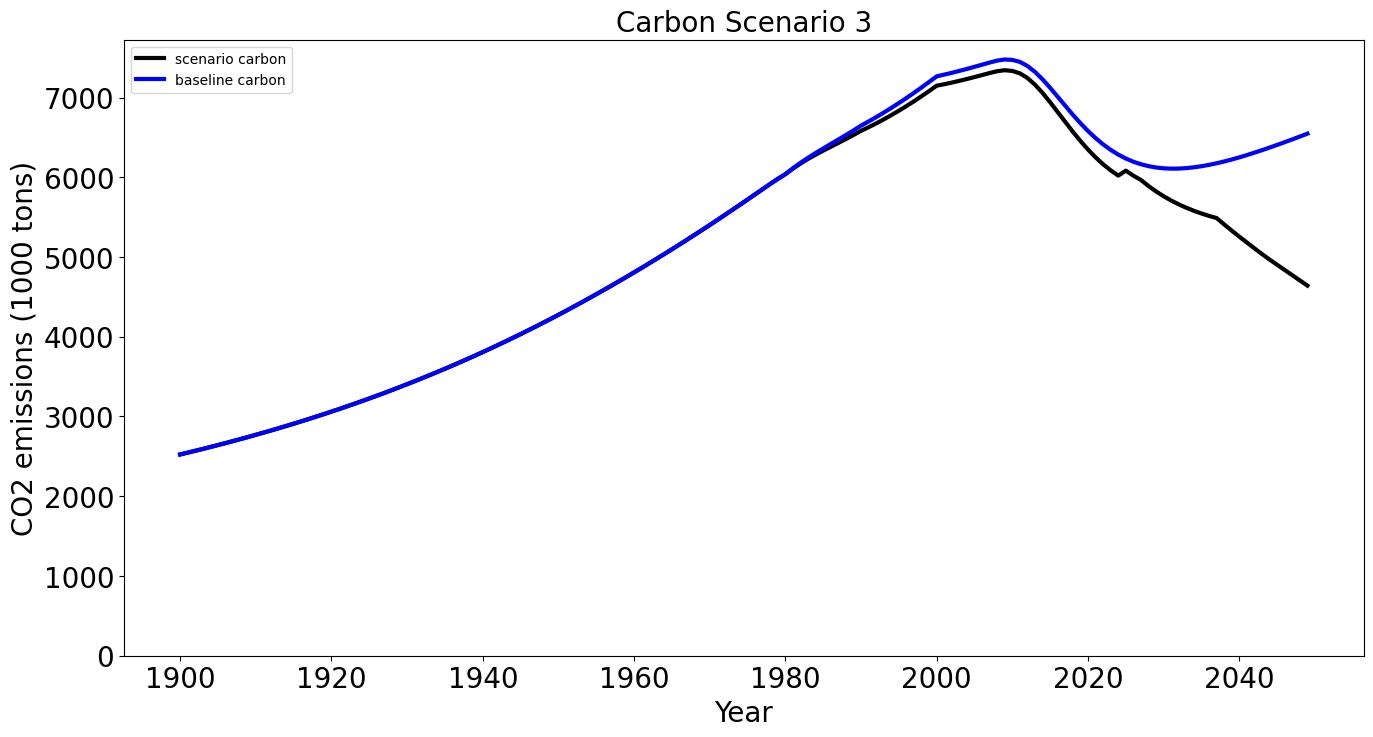 Carbon Scenario 3
scenario carbon
baseline carbon
CO2 emissions (1000 tons)
7000
6000
5000
4000
3000
2000
1000
0
1900 1920 1940 1960 1980 2000 2020 2040
Year